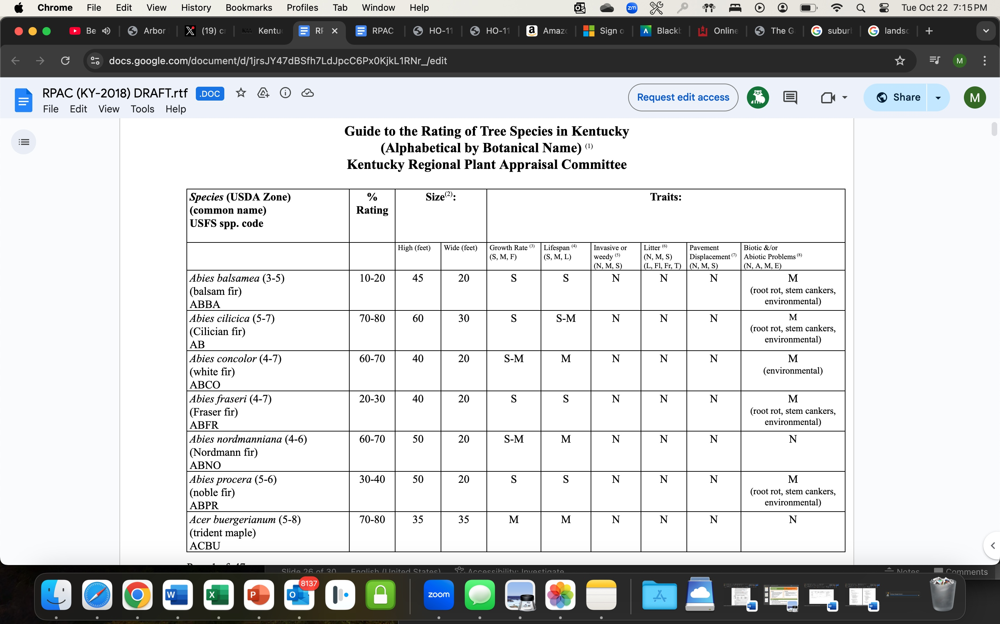 Chrome File Edit View History Bookmarks Profiles Tab Window Help zm Tue Oct 22 7:15 PM
Be Arbor (19) Kentu RPAC HO-11 HO-11 Amaz Sign o Black Online The G subur lands
docs.google.com/document/d/1jrsJY47dBSfh7LdJpcC6Px0KjkL1RNr_/edit M
RPAC (KY-2018) DRAFT.rtf .DOC Request edit access Share M
File Edit View Tools Help
Guide to the Rating of Tree Species in Kentucky
(Alphabetical by Botanical Name) (1)
Kentucky Regional Plant Appraisal Committee
Species (USDA Zone)
(common name)
USFS spp. code
%
Rating
Size(2):
Traits:
High (feet)
Wide (feet)
Growth Rate (3)
(S, M, F)
Lifespan (4)
(S, M, L)
Invasive or
weedy (5)
(N, M, S)
Litter (6)
(N, M, S)
(L, Fl, Fr, T)
Pavement
Displacement (7)
(N, M, S)
Biotic &/or
Abiotic Problems (8)
(N, A, M, E)
Abies balsamea (3-5) 10-20 45 20 S S N N N M
(balsam fir) (root rot, stem cankers,
ABBA environmental)
Abies cilicica (5-7) 70-80 60 30 S S-M N N N M
(Cilician fir) (root rot, stem cankers,
AB environmental)
Abies concolor (4-7) 60-70 40 20 S-M M N N N M
(white fir) (environmental)
ABCO
Abies fraseri (4-7) 20-30 40 20 S S N N N M
(Fraser fir) (root rot, stem cankers,
ABFR environmental)
Abies nordmanniana (4-6) 60-70 50 20 S-M M N N N N
(Nordmann fir)
ABNO
Abies procera (5-6) 30-40 50 20 S S N N N M
(noble fir) (root rot, stem cankers,
ABPR environmental)
Acer buergerianum (5-8) 70-80 35 35 M M N N N N
(trident maple)
ACBU
Slide 26 of 30 English (United States) Accessibility: Investigate Notes Comments
8137
W X P O zoom